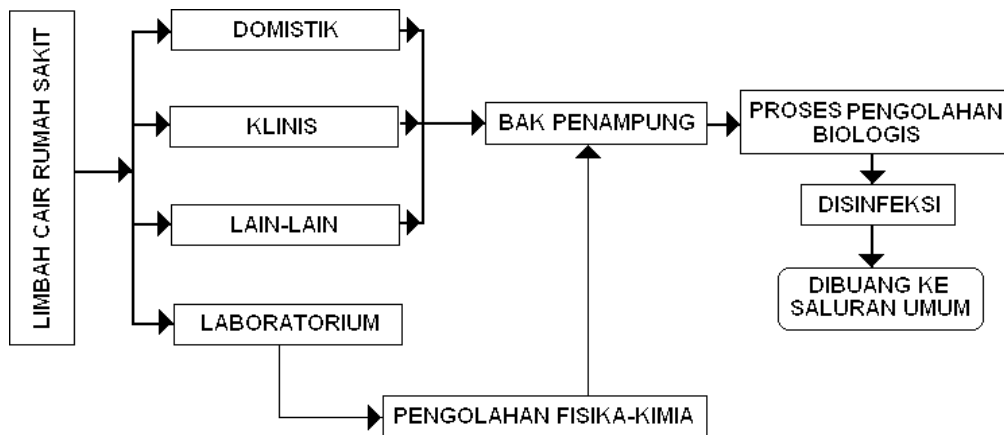 LIMBAH CAIR RUMAH SAKIT
DOMISTIK
KLINIS
LAIN-LAIN
LABORATORIUM
PENGOLAHAN FISIKA-KIMIA
BAK PENAMPUNG
PROSES PENGOLAHAN
BIOLOGIS
DISINFEKSI
DIBUANG KE
SALURAN UMUM